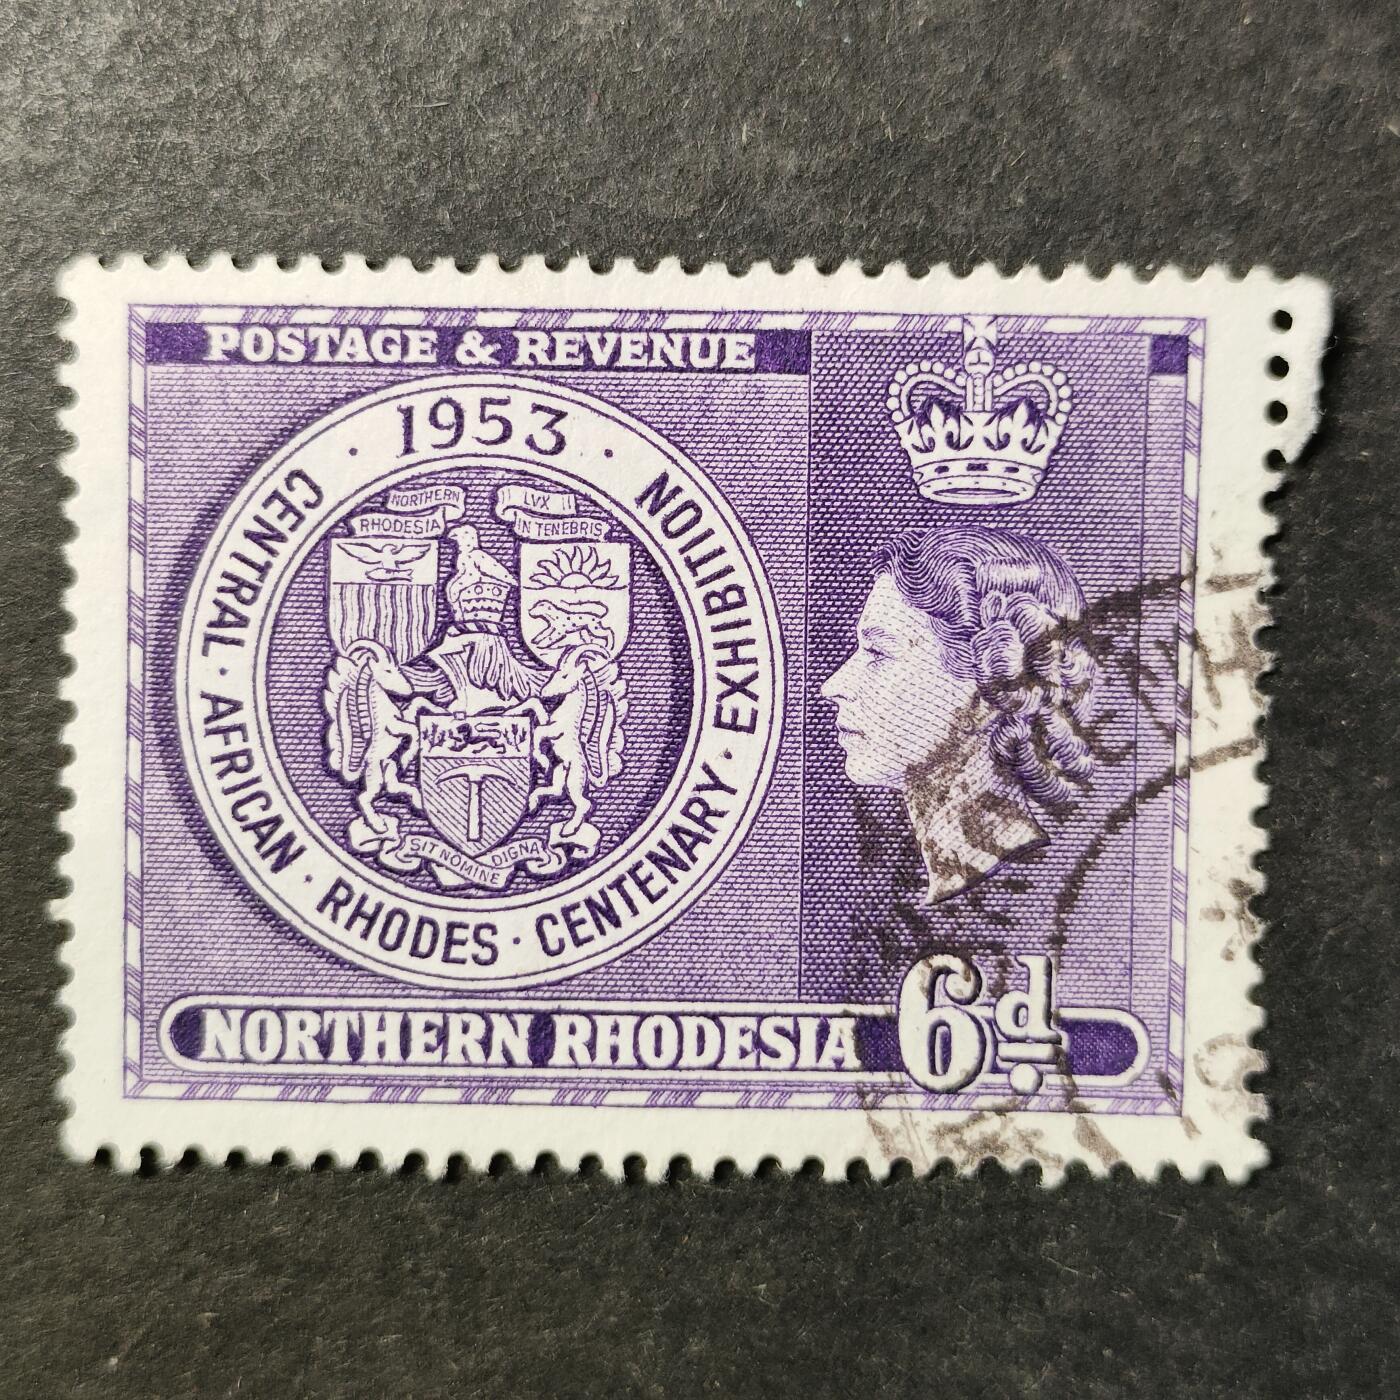 POSTAGE & REVENUE
· 1953 ·
CENTRAL · AFRICAN · RHODES · CENTENARY · EXHIBITION
NORTHERN
RHODESIA
LVX
IN TENEBRIS
SIT NOMINE DIGNA
NORTHERN RHODESIA 6d.